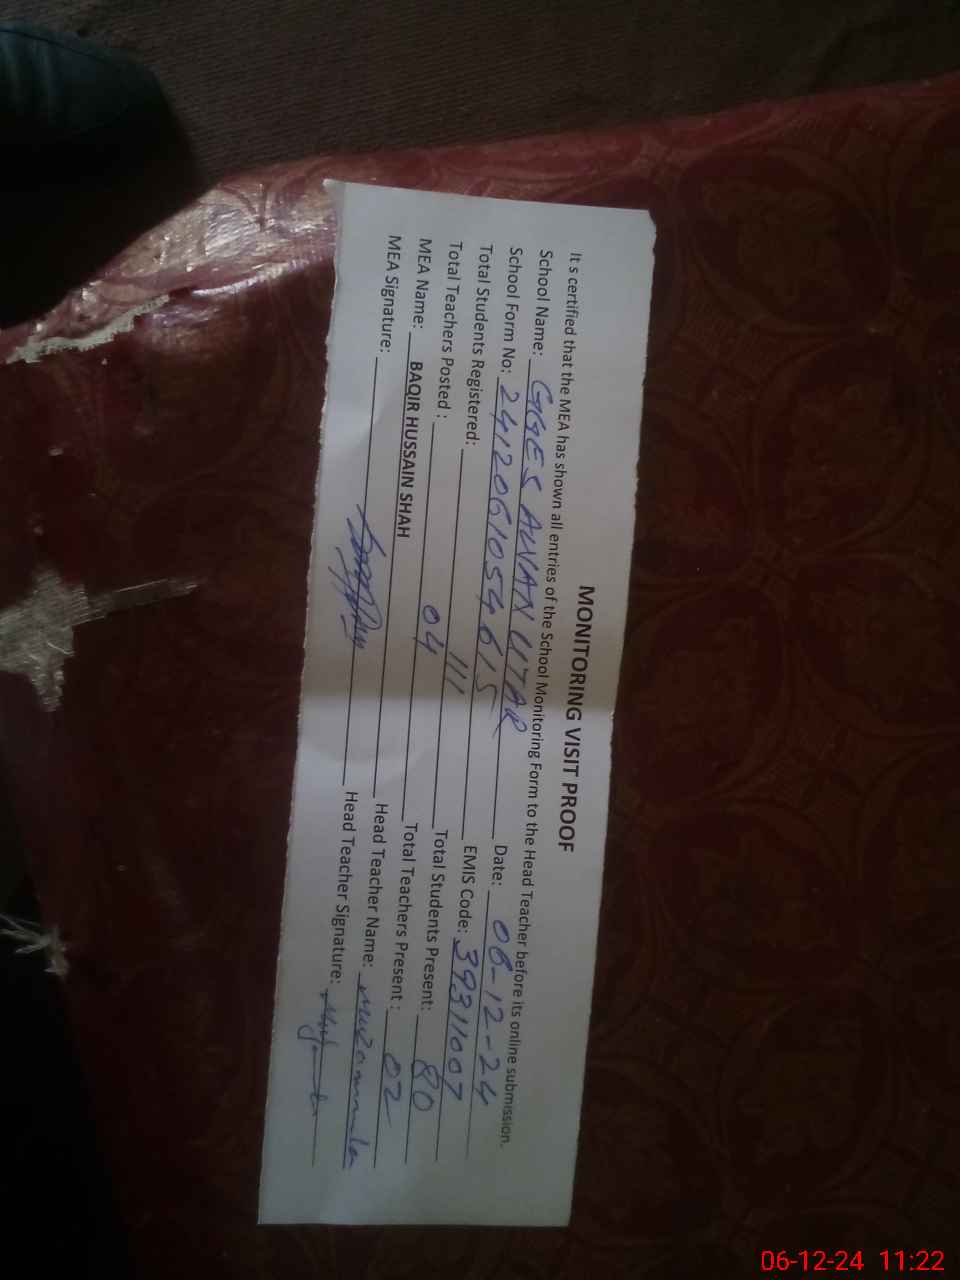 MONITORING VISIT PROOF
It s certified that the MEA has shown all entries of the School Monitoring Form to the Head Teacher before its online submission.
School Name: GGES AWAN UTAR Date: 06-12-24
School Form No: 2412061054615 EMIS Code: 39311007
Total Students Registered: 111 Total Students Present: 80
Total Teachers Posted : 04 Total Teachers Present : 02
MEA Name: BAQIR HUSSAIN SHAH Head Teacher Name:
MEA Signature: Head Teacher Signature:
06-12-24 11:22